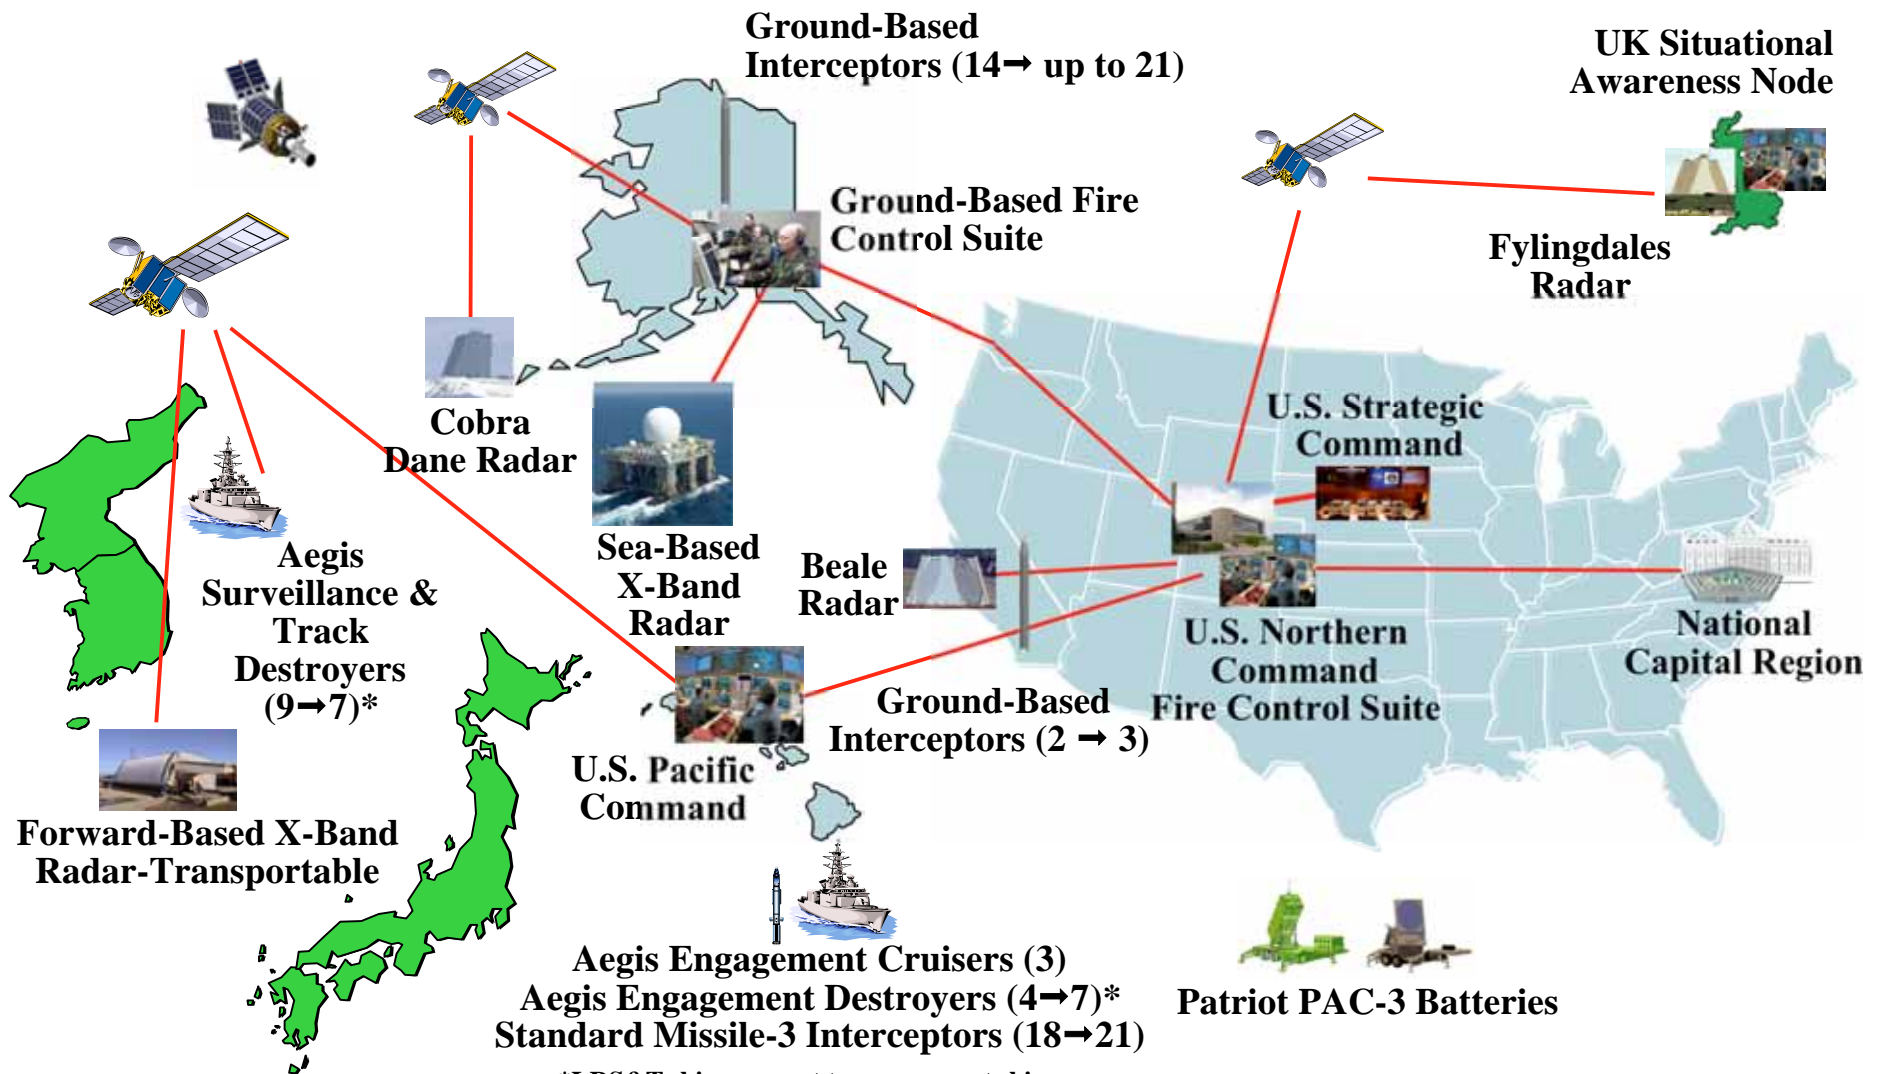 Ground-Based
Interceptors (14→ up to 21)
UK Situational
Awareness Node
Ground-Based Fire
Control Suite
Fylingdales
Radar
U.S. Strategic
Command
Cobra
Dane Radar
Sea-Based
X-Band
Radar
Aegis
Surveillance &
Track
Destroyers
(9→7)*
Beale
Radar
U.S. Northern
Command
Fire Control Suite
National
Capital Region
Ground-Based
Interceptors (2 → 3)
U.S. Pacific
Command
Forward-Based X-Band
Radar-Transportable
Aegis Engagement Cruisers (3)
Aegis Engagement Destroyers (4→7)*
Standard Missile-3 Interceptors (18→21)
Patriot PAC-3 Batteries